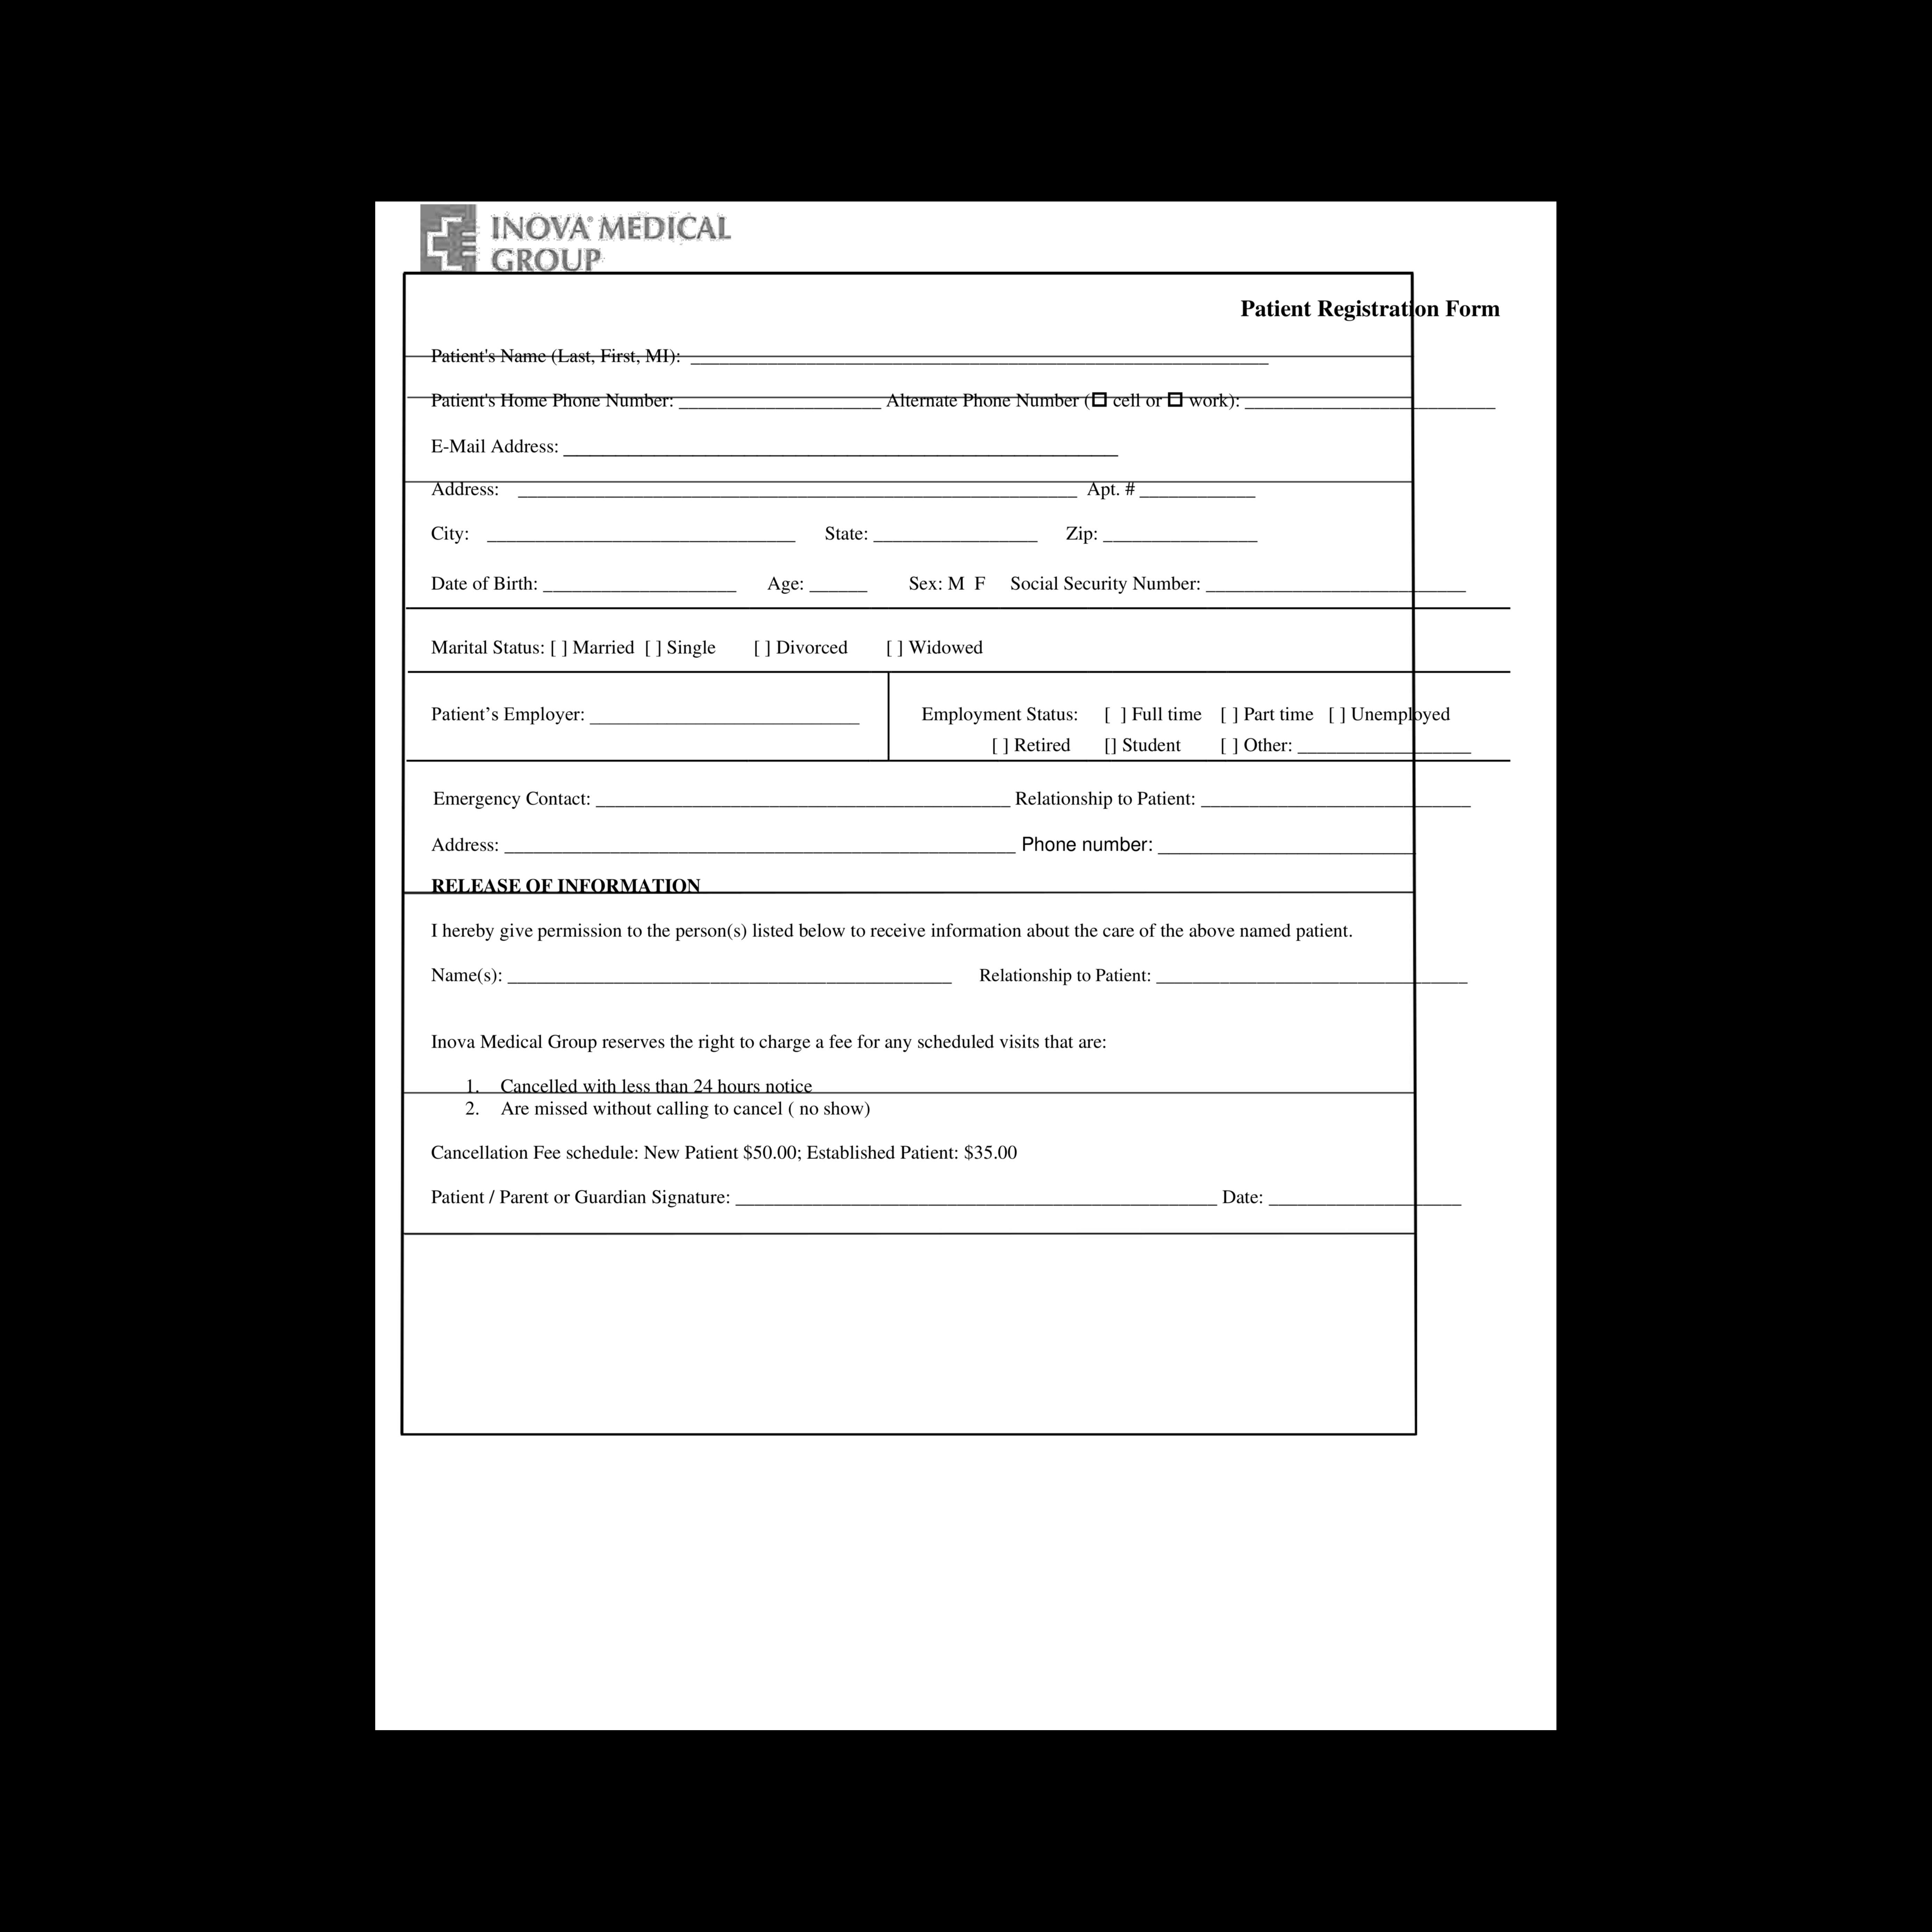 INOVA® MEDICAL
GROUP
Patient Registration Form
Patient's Name (Last, First, MI): ____________________________________________________________
Patient's Home Phone Number: _____________________ Alternate Phone Number (☐ cell or ☐ work): __________________________
E-Mail Address: __________________________________________________________
Address: __________________________________________________________ Apt. # ____________
City: ________________________________ State: _________________ Zip: ________________
Date of Birth: ____________________ Age: ______ Sex: M F Social Security Number: ___________________________
Marital Status: [ ] Married [ ] Single [ ] Divorced [ ] Widowed
Patient’s Employer: ____________________________
Employment Status: [ ] Full time [ ] Part time [ ] Unemployed
[ ] Retired [] Student [ ] Other: __________________
Emergency Contact: ___________________________________________ Relationship to Patient: ____________________________
Address: _____________________________________________________ Phone number: ________________________
RELEASE OF INFORMATION
I hereby give permission to the person(s) listed below to receive information about the care of the above named patient.
Name(s): ______________________________________________ Relationship to Patient: ________________________________
Inova Medical Group reserves the right to charge a fee for any scheduled visits that are:
1. Cancelled with less than 24 hours notice
2. Are missed without calling to cancel ( no show)
Cancellation Fee schedule: New Patient $50.00; Established Patient: $35.00
Patient / Parent or Guardian Signature: __________________________________________________ Date: ____________________